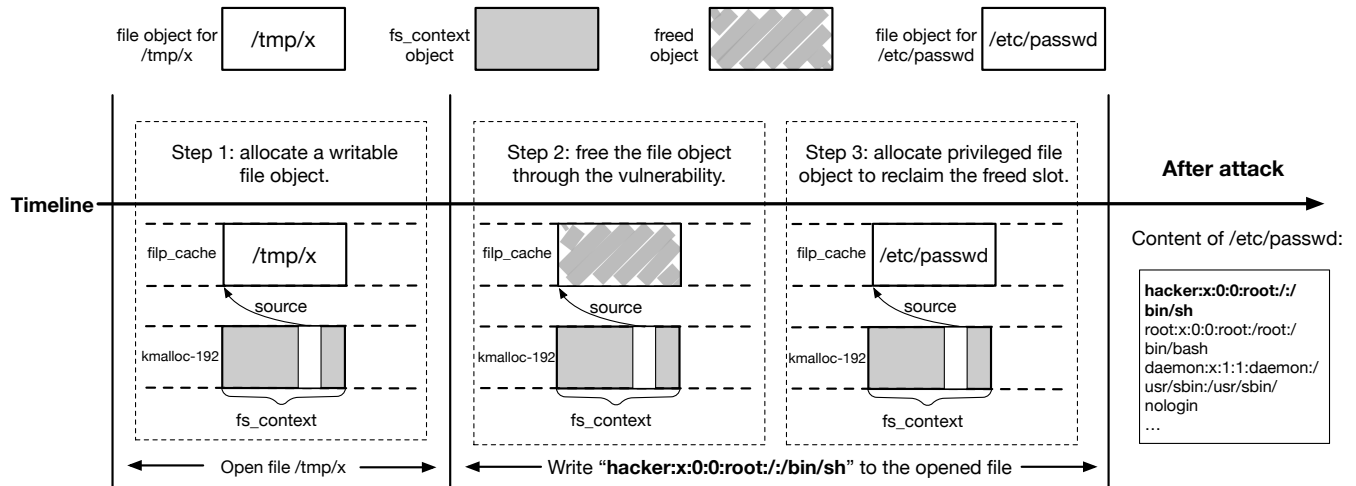 file object for
/tmp/x
/tmp/x
fs_context
object
freed
object
file object for
/etc/passwd
/etc/passwd
Step 1: allocate a writable
file object.
Step 2: free the file object
through the vulnerability.
Step 3: allocate privileged file
object to reclaim the freed slot.
After attack
Timeline
filp_cache
/tmp/x
source
kmalloc-192
fs_context
filp_cache
source
kmalloc-192
fs_context
filp_cache
/etc/passwd
source
kmalloc-192
fs_context
Content of /etc/passwd:
hacker:x:0:0:root:/:/
bin/sh
root:x:0:0:root:/root:/
bin/bash
daemon:x:1:1:daemon:/
usr/sbin:/usr/sbin/
nologin
…
Open file /tmp/x
Write “hacker:x:0:0:root:/:/bin/sh” to the opened file